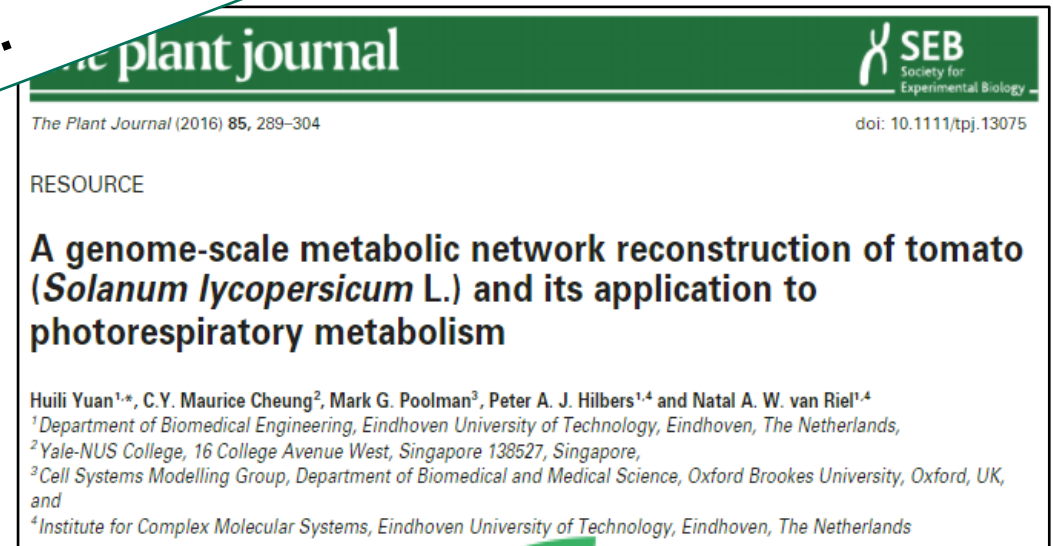 plant journal
SEB
Society for
Experimental Biology
The Plant Journal (2016) 85, 289–304
doi: 10.1111/tpj.13075
RESOURCE
A genome-scale metabolic network reconstruction of tomato
(Solanum lycopersicum L.) and its application to
photorespiratory metabolism
Huili Yuan¹,*, C.Y. Maurice Cheung², Mark G. Poolman³, Peter A. J. Hilbers¹,⁴ and Natal A. W. van Riel¹,⁴
¹Department of Biomedical Engineering, Eindhoven University of Technology, Eindhoven, The Netherlands,
²Yale-NUS College, 16 College Avenue West, Singapore 138527, Singapore,
³Cell Systems Modelling Group, Department of Biomedical and Medical Science, Oxford Brookes University, Oxford, UK,
and
⁴Institute for Complex Molecular Systems, Eindhoven University of Technology, Eindhoven, The Netherlands